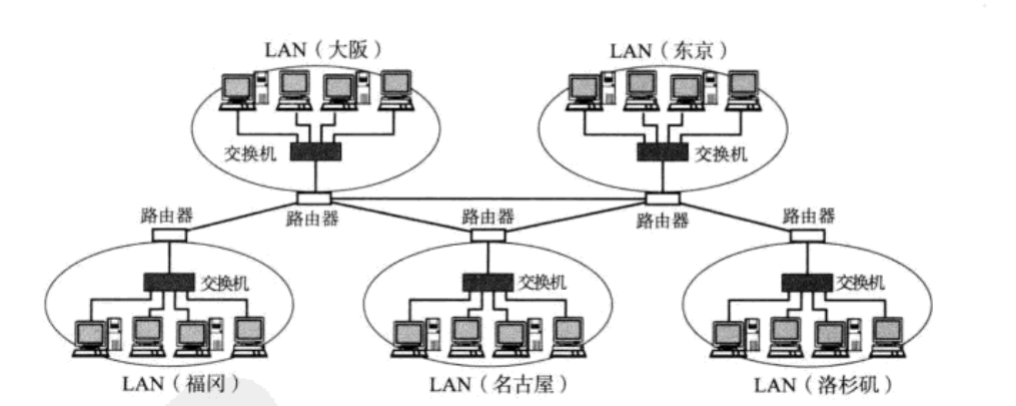 LAN（大阪）
LAN（东京）
交换机
交换机
路由器
路由器
路由器
路由器
路由器
交换机
交换机
交换机
LAN（福冈）
LAN（名古屋）
LAN（洛杉矶）